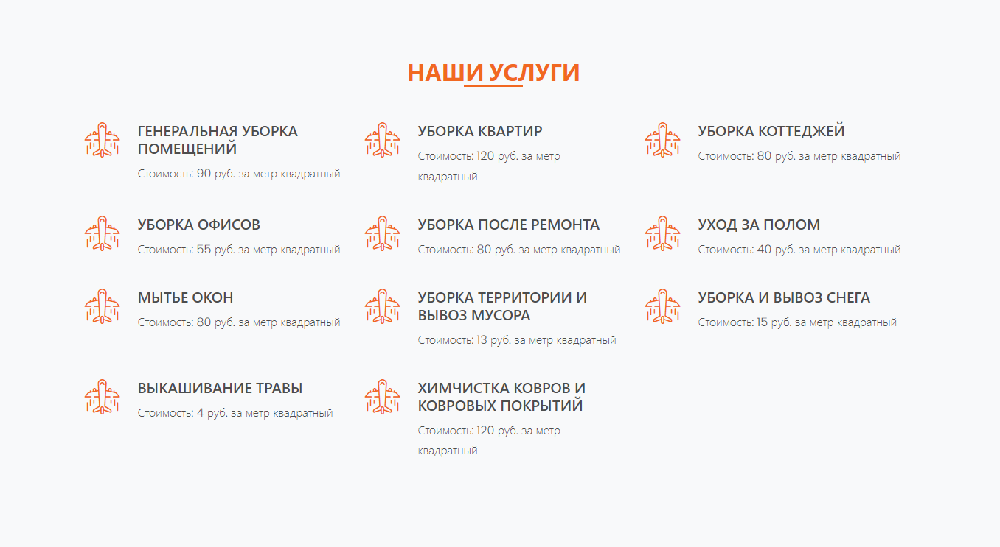 НАШИ УСЛУГИ
ГЕНЕРАЛЬНАЯ УБОРКА
ПОМЕЩЕНИЙ
Стоимость: 90 руб. за метр квадратный
УБОРКА КВАРТИР
Стоимость: 120 руб. за метр
квадратный
УБОРКА КОТТЕДЖЕЙ
Стоимость: 80 руб. за метр квадратный
УБОРКА ОФИСОВ
Стоимость: 55 руб. за метр квадратный
УБОРКА ПОСЛЕ РЕМОНТА
Стоимость: 80 руб. за метр квадратный
УХОД ЗА ПОЛОМ
Стоимость: 40 руб. за метр квадратный
МЫТЬЕ ОКОН
Стоимость: 80 руб. за метр квадратный
УБОРКА ТЕРРИТОРИИ И
ВЫВОЗ МУСОРА
Стоимость: 13 руб. за метр квадратный
УБОРКА И ВЫВОЗ СНЕГА
Стоимость: 15 руб. за метр квадратный
ВЫКАШИВАНИЕ ТРАВЫ
Стоимость: 4 руб. за метр квадратный
ХИМЧИСТКА КОВРОВ И
КОВРОВЫХ ПОКРЫТИЙ
Стоимость: 120 руб. за метр
квадратный